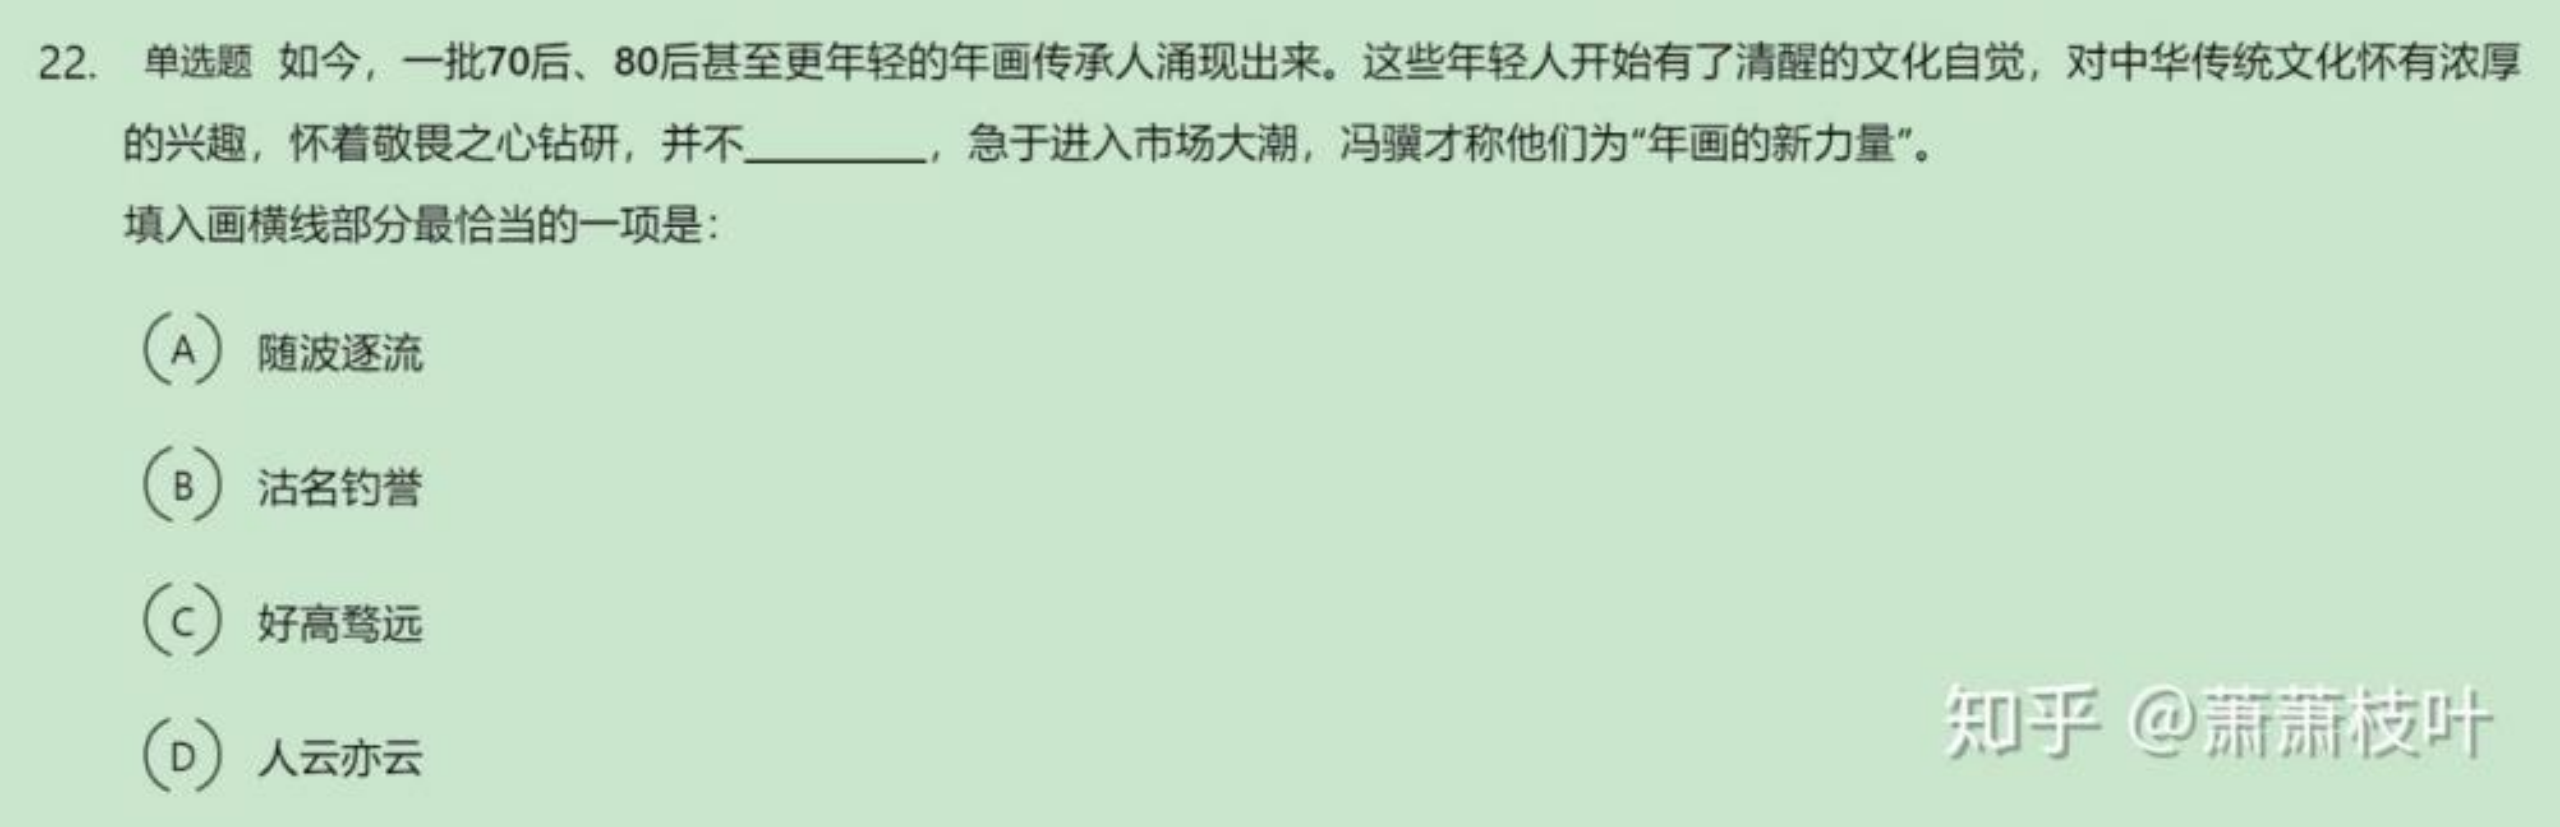 22. 单选题 如今，一批70后、80后甚至更年轻的年画传承人涌现出来。这些年轻人开始有了清醒的文化自觉，对中华传统文化怀有浓厚
的兴趣，怀着敬畏之心钻研，并不________，急于进入市场大潮，冯骥才称他们为“年画的新力量”。
填入画横线部分最恰当的一项是：
A 随波逐流
B 沽名钓誉
C 好高骛远
D 人云亦云
知乎 @萧萧枝叶